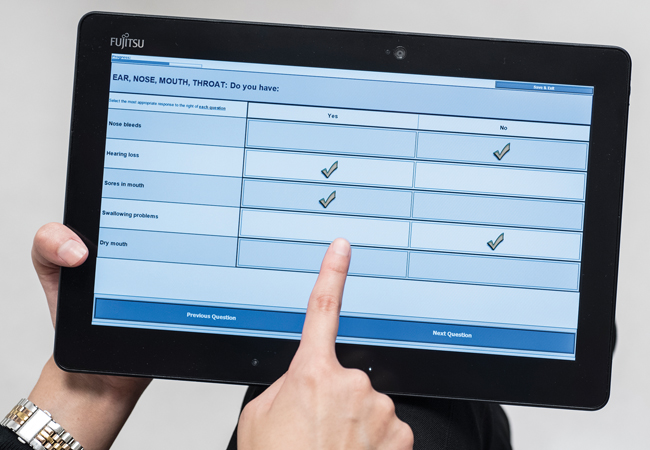 FUJITSU
Save & Exit
EAR, NOSE, MOUTH, THROAT: Do you have:
Select the most appropriate response to the right of each question
Yes
No
Nose bleeds
Hearing loss
Sores in mouth
Swallowing problems
Dry mouth
Previous Question
Next Question